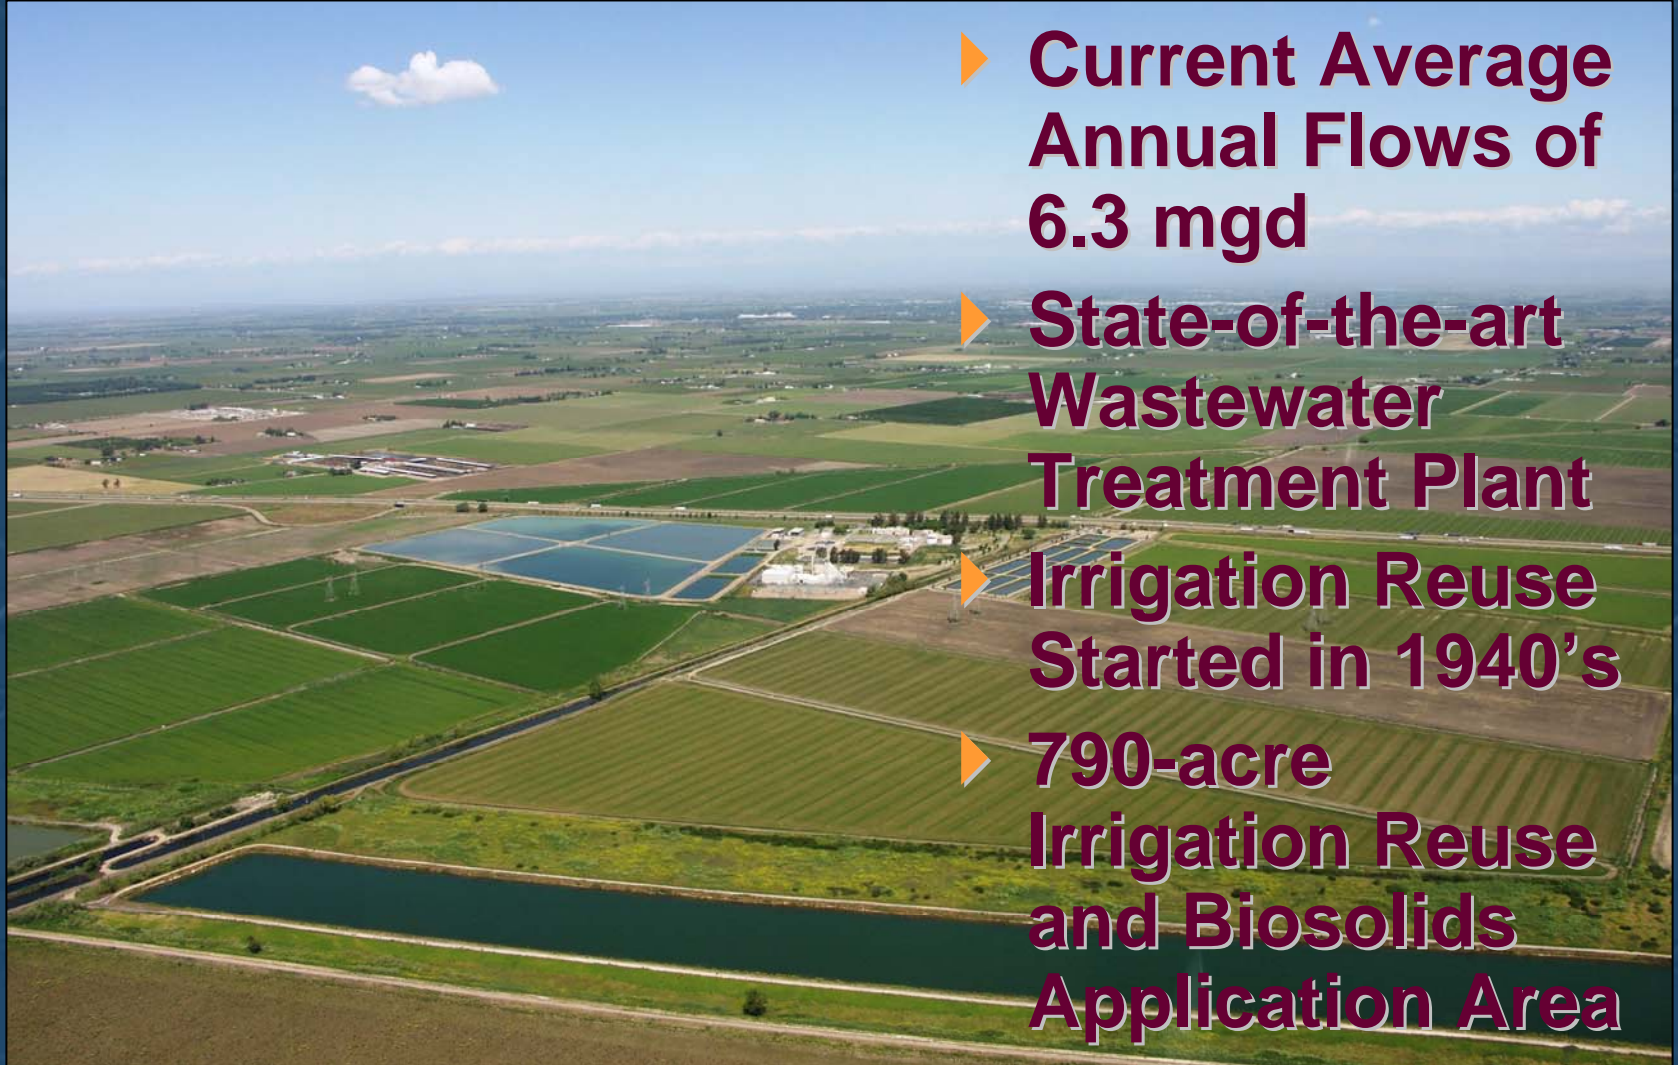 Current Average
Annual Flows of
6.3 mgd
State-of-the-art
Wastewater
Treatment Plant
Irrigation Reuse
Started in 1940’s
790-acre
Irrigation Reuse
and Biosolids
Application Area